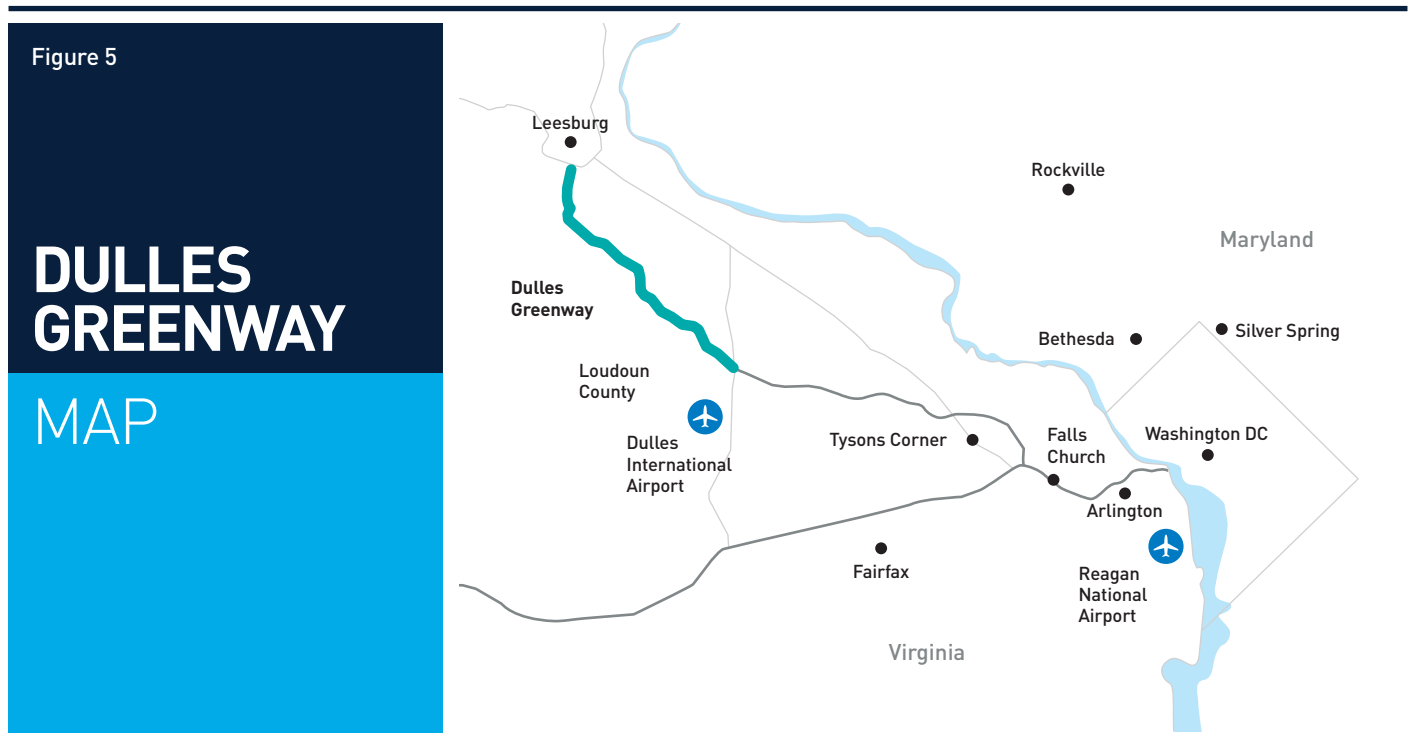 Figure 5
DULLES
GREENWAY
MAP
Leesburg
Rockville
Maryland
Dulles
Greenway
Silver Spring
Bethesda
Loudoun
County
Dulles
International
Airport
Tysons Corner
Falls
Church
Washington DC
Arlington
Fairfax
Reagan
National
Airport
Virginia